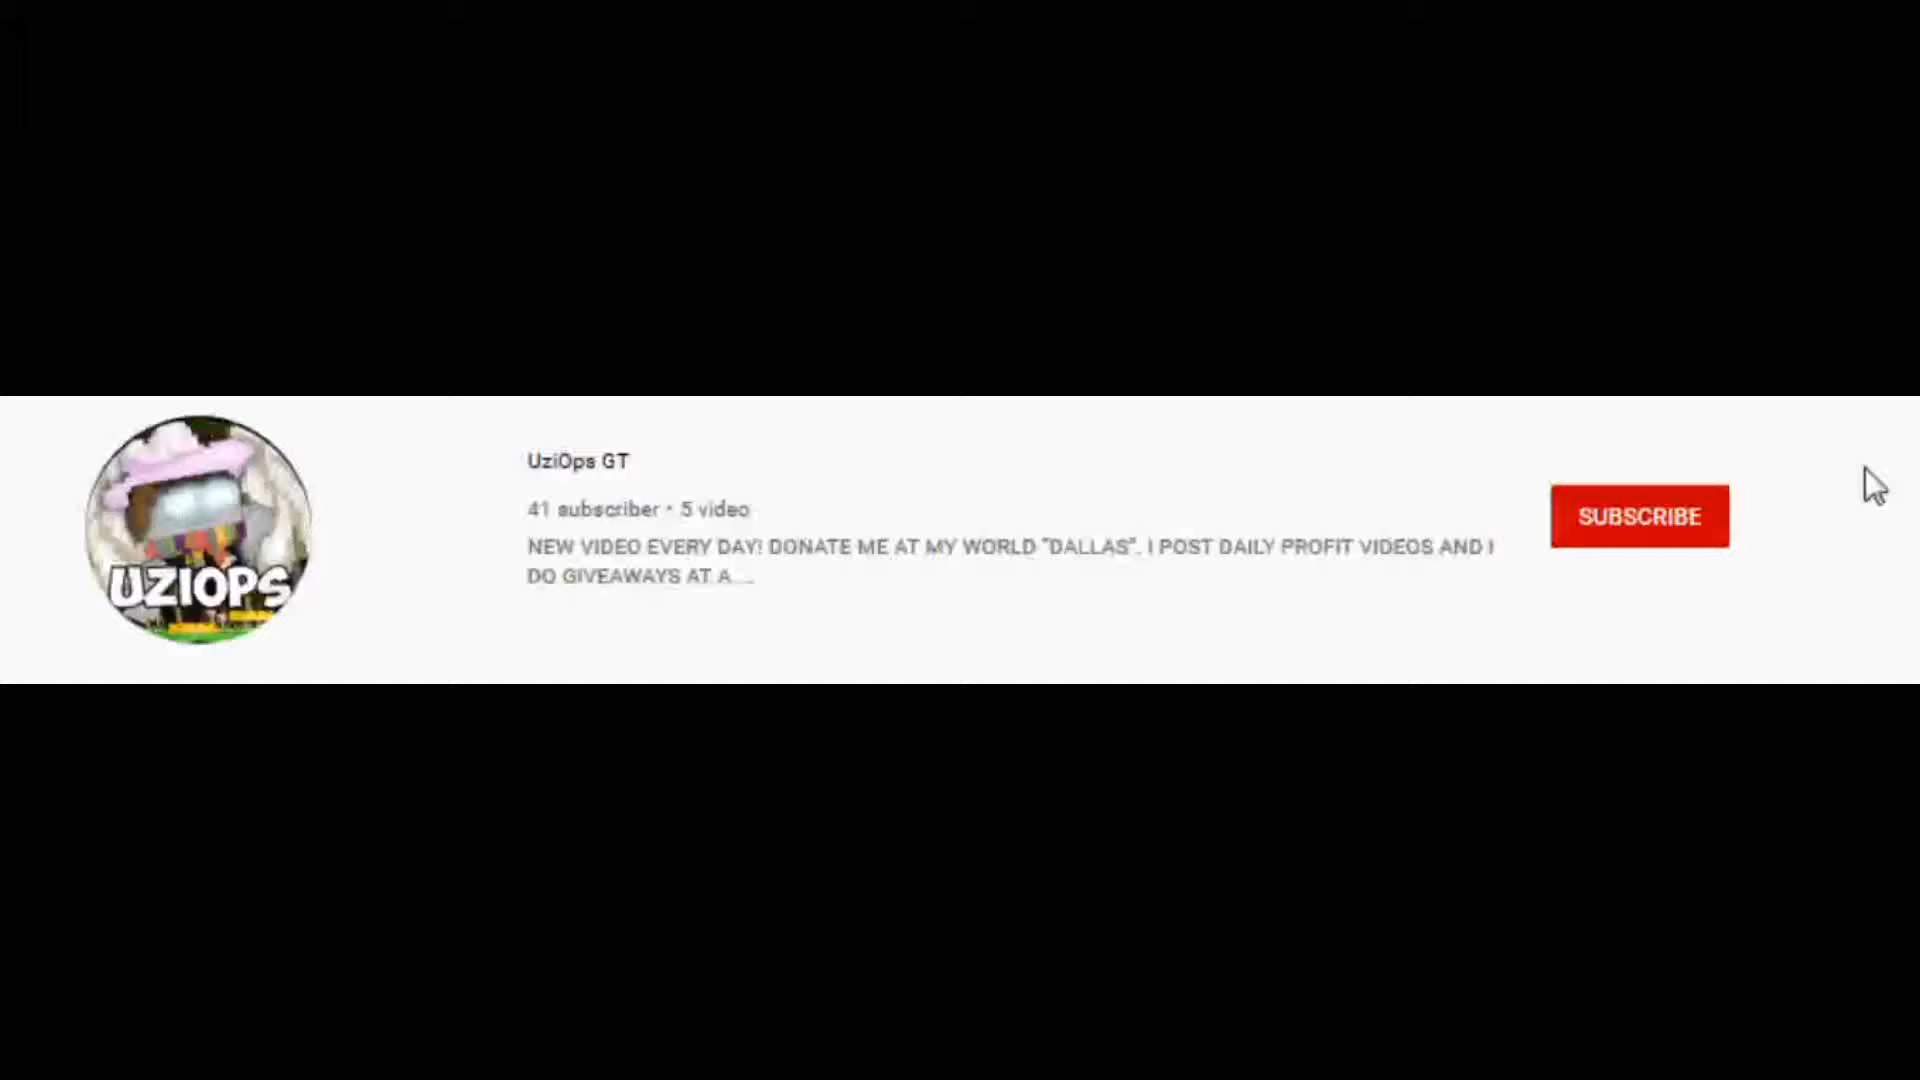 UziOps GT
41 subscriber • 5 video
NEW VIDEO EVERY DAY! DONATE ME AT MY WORLD "DALLAS". I POST DAILY PROFIT VIDEOS AND I
DO GIVEAWAYS AT A ...
SUBSCRIBE
UZIOPS